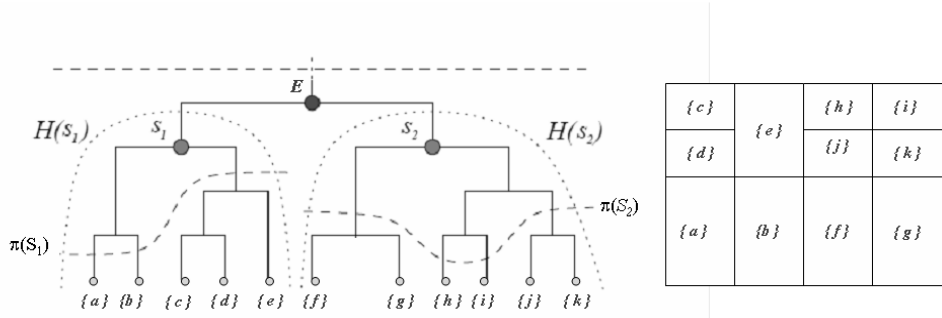 E
H(s1)
s1
s2
H(s2)
π(S1)
π(S2)
{a} {b} {c} {d} {e} {f} {g} {h} {i} {j} {k}
{c} {h} {i}
{e}
{d} {j} {k}
{a} {b} {f} {g}